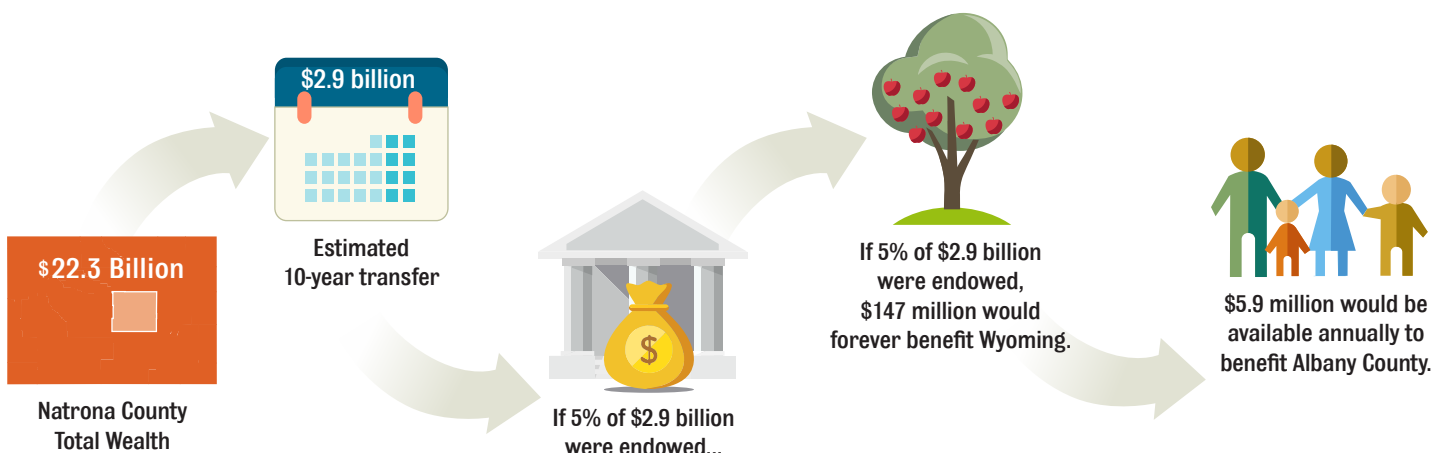 $22.3 Billion
Natrona County
Total Wealth
$2.9 billion
Estimated
10-year transfer
$
If 5% of $2.9 billion
were endowed...
If 5% of $2.9 billion
were endowed,
$147 million would
forever benefit Wyoming.
$5.9 million would be
available annually to
benefit Albany County.